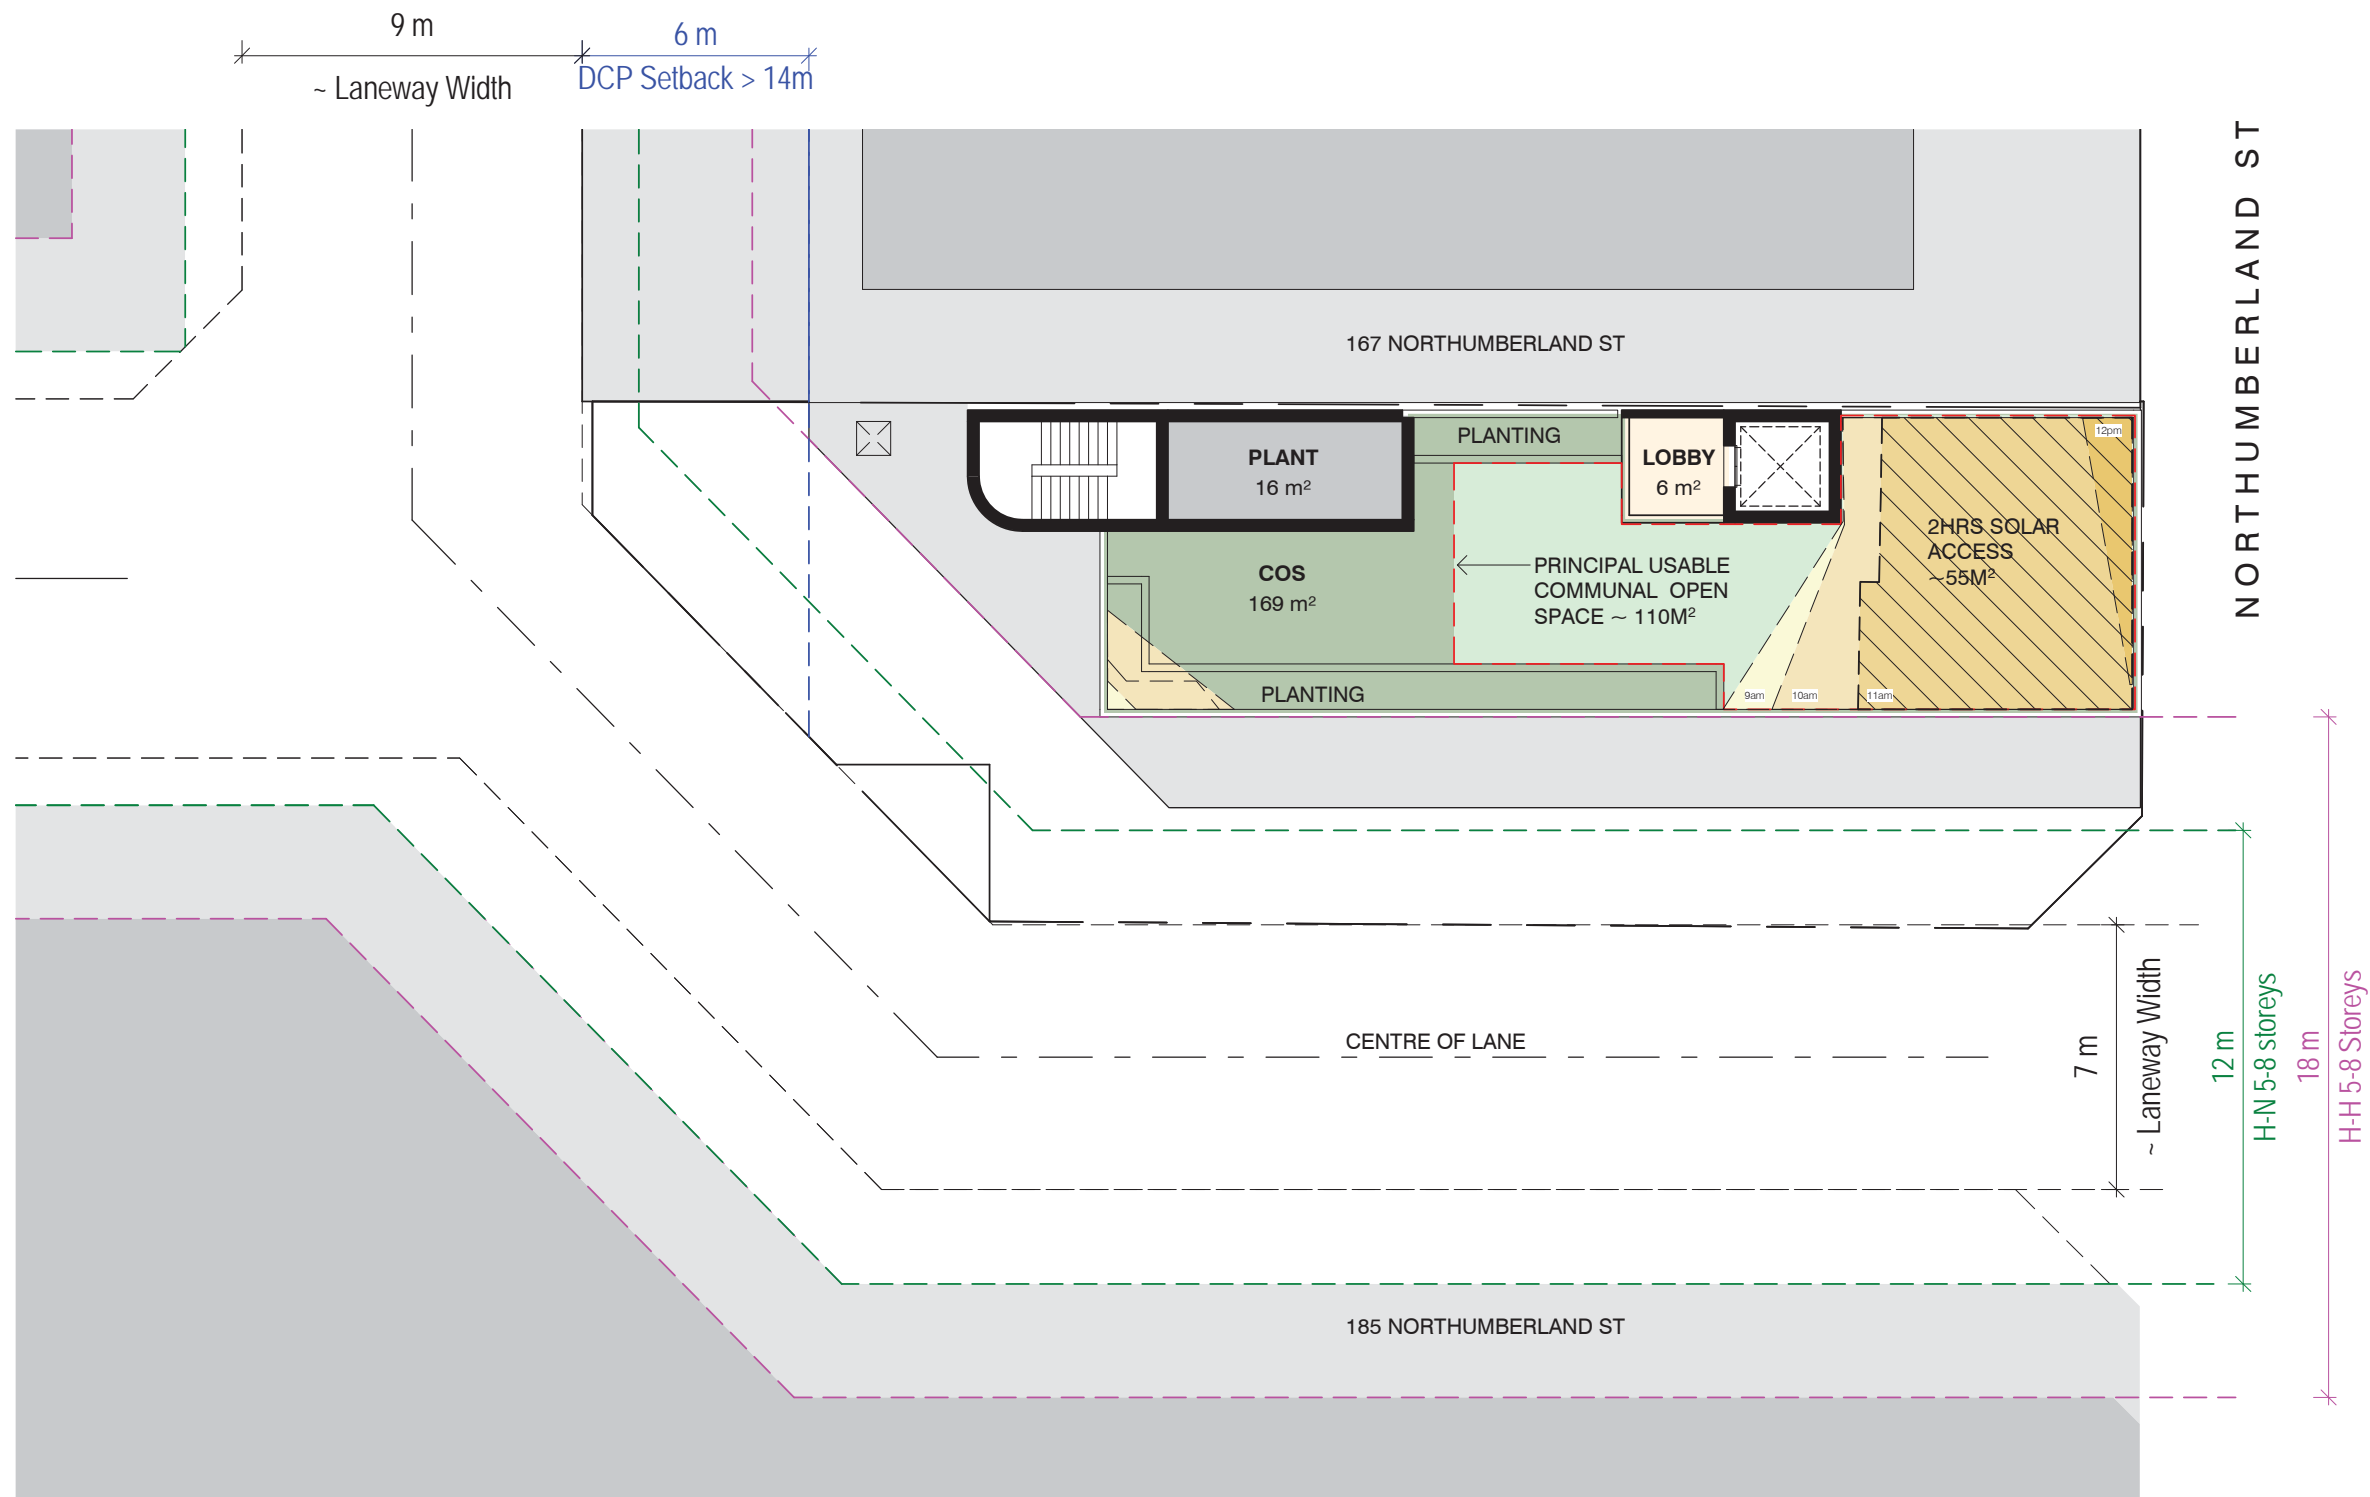 9 m
~ Laneway Width
6 m
DCP Setback > 14m
NORTHUMBERLAND ST
167 NORTHUMBERLAND ST
PLANTING
12pm
PLANT
16 m²
LOBBY
6 m²
2HRS SOLAR
ACCESS
~55M²
COS
169 m²
PRINCIPAL USABLE
COMMUNAL OPEN
SPACE ~ 110M²
PLANTING
9am
10am
11am
CENTRE OF LANE
7 m
~ Laneway Width
12 m
H-N 5-8 storeys
18 m
H-H 5-8 Storeys
185 NORTHUMBERLAND ST